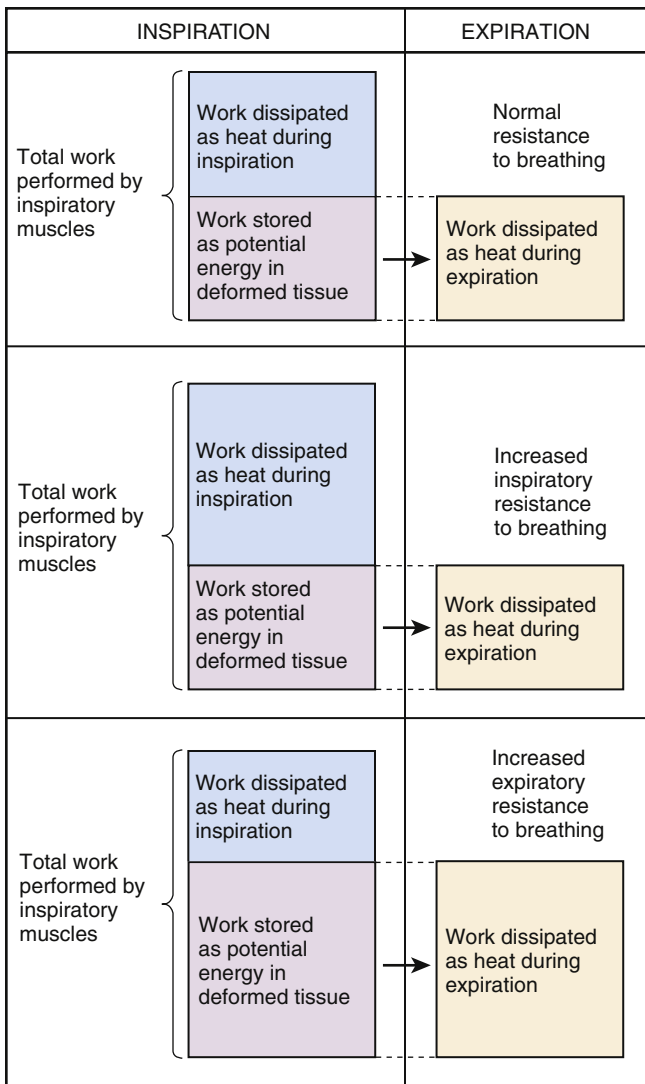 INSPIRATION
EXPIRATION
Total work
performed by
inspiratory
muscles
Work dissipated
as heat during
inspiration
Work stored
as potential
energy in
deformed tissue
Normal
resistance
to breathing
Work dissipated
as heat during
expiration
Total work
performed by
inspiratory
muscles
Work dissipated
as heat during
inspiration
Work stored
as potential
energy in
deformed tissue
Increased
inspiratory
resistance
to breathing
Work dissipated
as heat during
expiration
Total work
performed by
inspiratory
muscles
Work dissipated
as heat during
inspiration
Work stored
as potential
energy in
deformed tissue
Increased
expiratory
resistance
to breathing
Work dissipated
as heat during
expiration